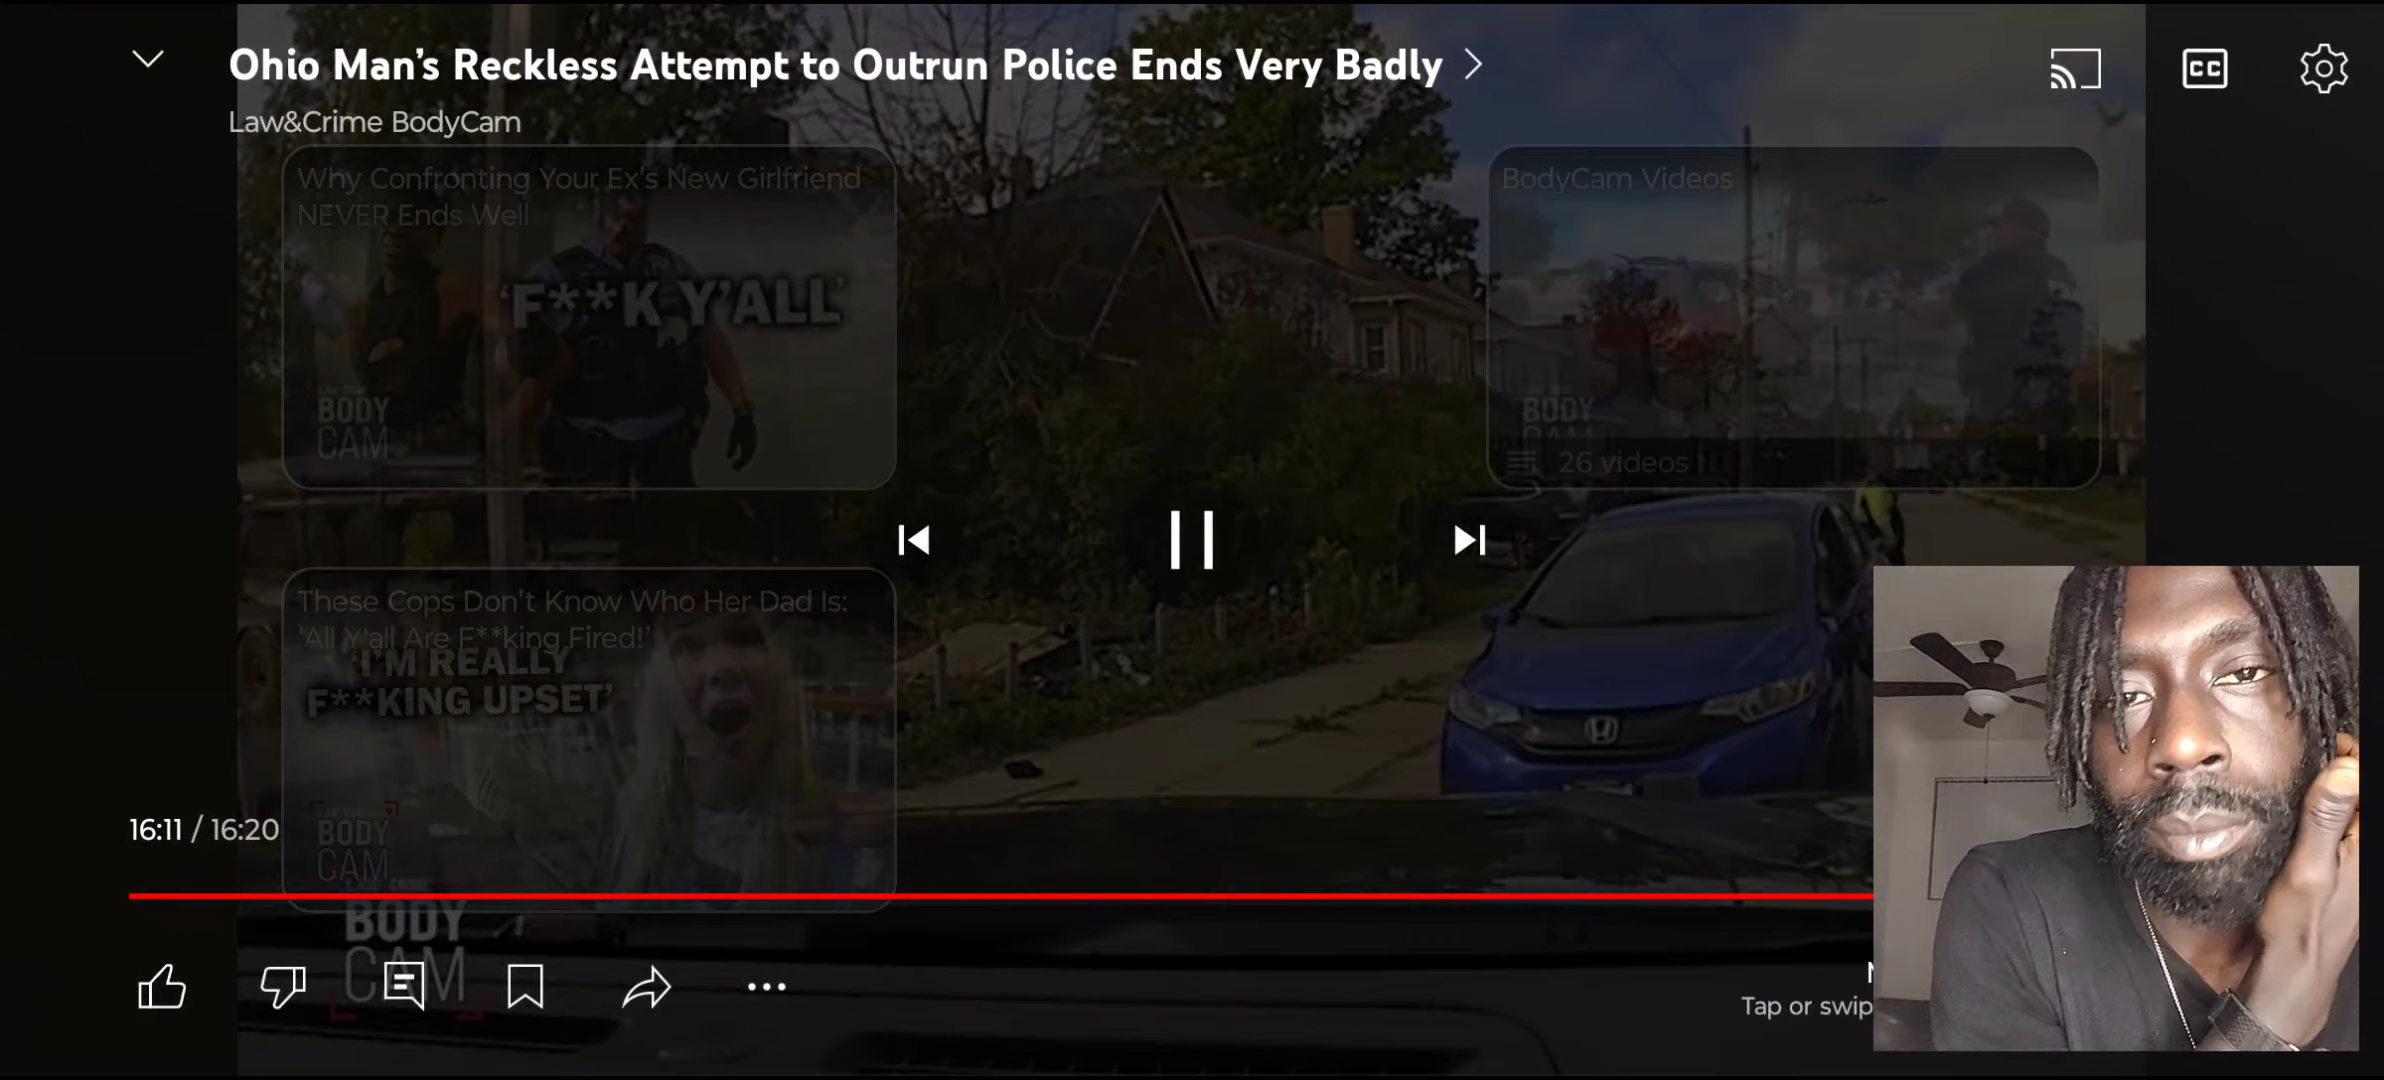 Ohio Man's Reckless Attempt to Outrun Police Ends Very Badly
CC
Law&Crime BodyCam
Why Confronting Your Ex's New Girlfriend
NEVER Ends Well
'F**K Y'ALL'
BODY
CAM
BodyCam Videos
BODY
CAM
26 videos
These Cops Don't Know Who Her Dad Is:
'All Y'all Are F**king Fired!'
'I'M REALLY
F**KING UPSET'
BODY
CAM
16:11 / 16:20
BODY
CAM
Tap or swip